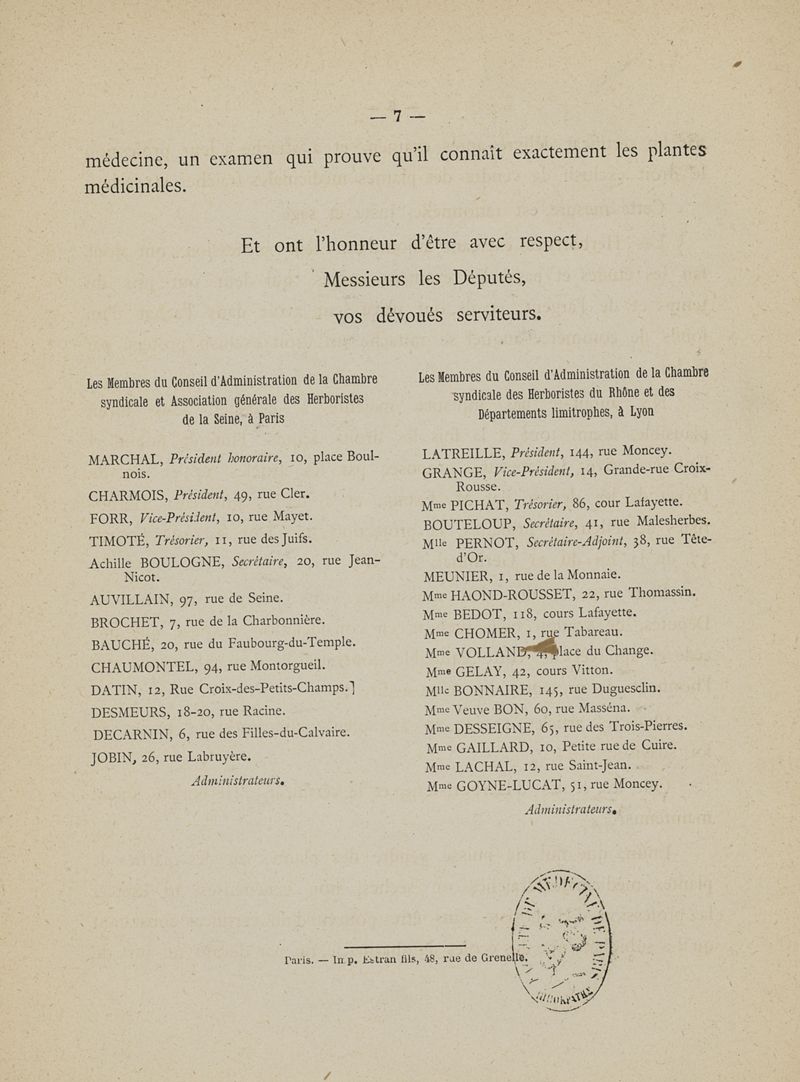 — 7 —
médecine, un examen qui prouve qu'il connaît exactement les plantes
médicinales.
Et ont l'honneur d'être avec respect,
Messieurs les Députés,
vos dévoués serviteurs.
Les Membres du Conseil d'Administration de la Chambre
syndicale et Association générale des Herboristes
de la Seine, à Paris
MARCHAL, Président honoraire, 10, place Boul-
nois.
CHARMOIS, Président, 49, rue Cler.
FORR, Vice-Président, 10, rue Mayet.
TIMOTÉ, Trésorier, 11, rue des Juifs.
Achille BOULOGNE, Secrétaire, 20, rue Jean-
Nicot.
AUVILLAIN, 97, rue de Seine.
BROCHET, 7, rue de la Charbonnière.
BAUCHÉ, 20, rue du Faubourg-du-Temple.
CHAUMONTEL, 94, rue Montorgueil.
DATIN, 12, Rue Croix-des-Petits-Champs.]
DESMEURS, 18-20, rue Racine.
DECARNIN, 6, rue des Filles-du-Calvaire.
JOBIN, 26, rue Labruyère.
Administrateurs.
Les Membres du Conseil d'Administration de la Chambre
syndicale des Herboristes du Rhône et des
Départements limitrophes, à Lyon
LATREILLE, Président, 144, rue Moncey.
GRANGE, Vice-Président, 14, Grande-rue Croix-
Rousse.
Mme PICHAT, Trésorier, 86, cour Lafayette.
BOUTELOUP, Secrétaire, 41, rue Malesherbes.
Mlle PERNOT, Secrétaire-Adjoint, 38, rue Tête-
d'Or.
MEUNIER, 1, rue de la Monnaie.
Mme HAOND-ROUSSET, 22, rue Thomassin.
Mme BEDOT, 118, cours Lafayette.
Mme CHOMER, 1, rue Tabareau.
Mme VOLLAND, 4, place du Change.
Mme GELAY, 42, cours Vitton.
Mlle BONNAIRE, 145, rue Duguesclin.
Mme Veuve BON, 60, rue Masséna.
Mme DESSEIGNE, 65, rue des Trois-Pierres.
Mme GAILLARD, 10, Petite rue de Cuire.
Mme LACHAL, 12, rue Saint-Jean.
Mme GOYNE-LUCAT, 51, rue Moncey.
Administrateurs.
Paris. — Imp. Estran fils, 48, rue de Grenelle.